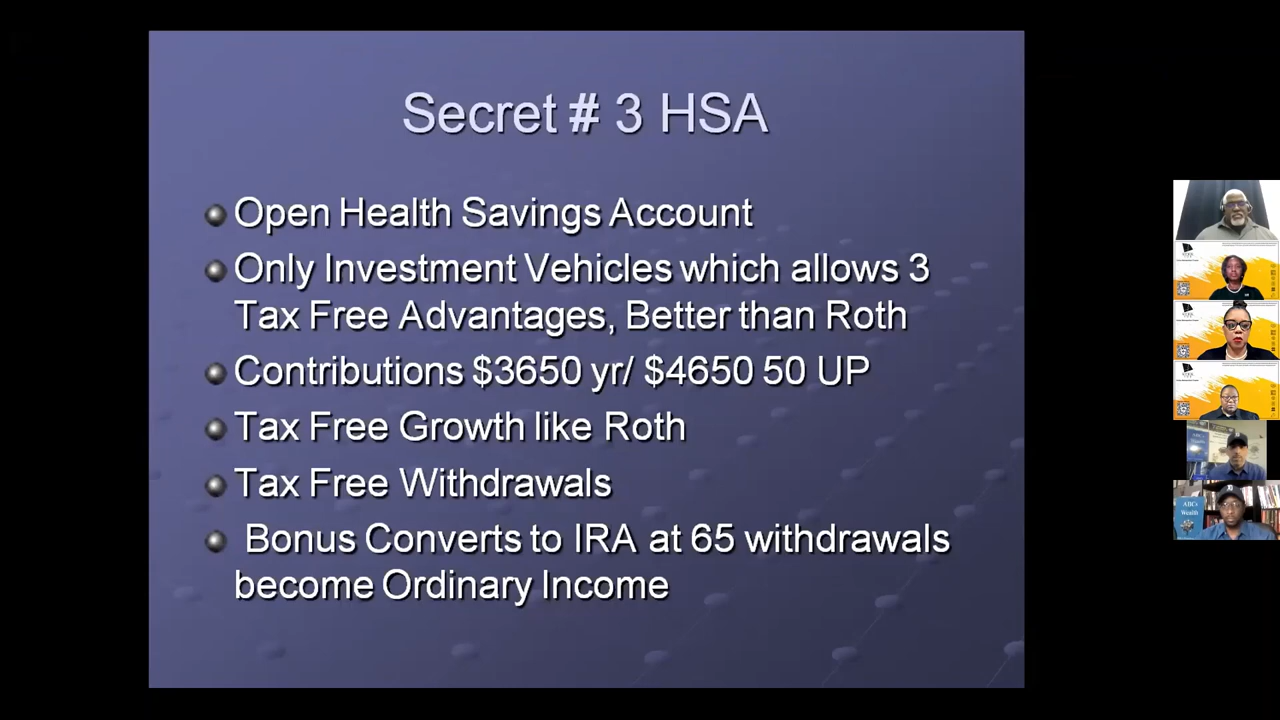 Secret # 3 HSA
Open Health Savings Account
Only Investment Vehicles which allows 3
Tax Free Advantages, Better than Roth
Contributions $3650 yr/ $4650 50 UP
Tax Free Growth like Roth
Tax Free Withdrawals
Bonus Converts to IRA at 65 withdrawals
become Ordinary Income
ABCs
Wealth